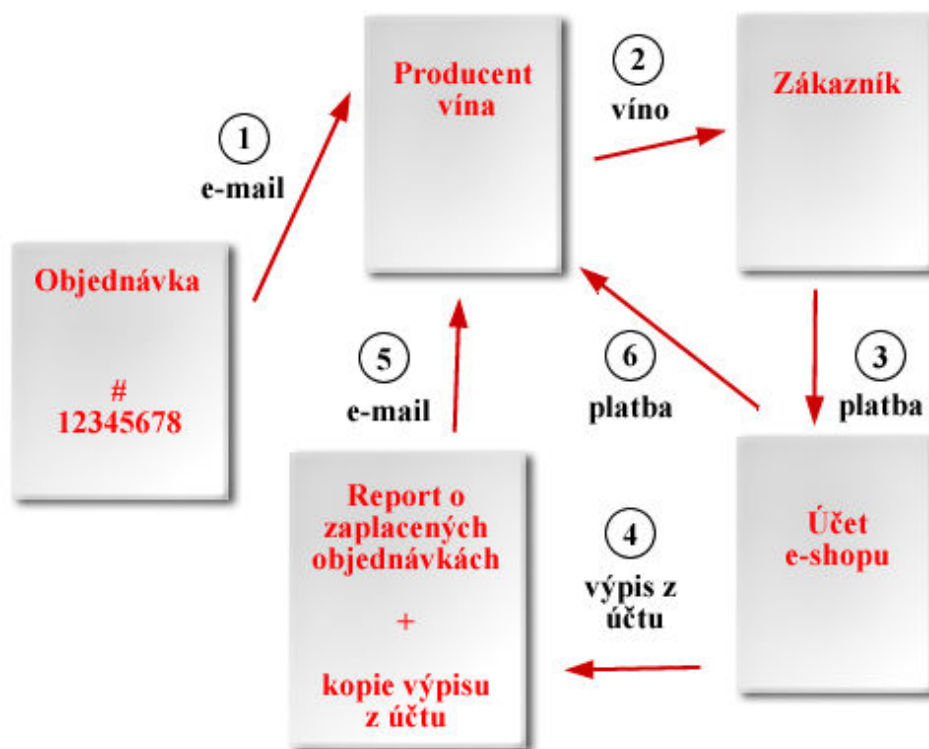 Producent
vína
2
víno
Zákazník
1
e-mail
Objednávka
#
12345678
5
e-mail
6
platba
3
platba
Report o
zaplacených
objednávkách
+
kopie výpisu
z účtu
4
výpis z
účtu
Účet
e-shopu